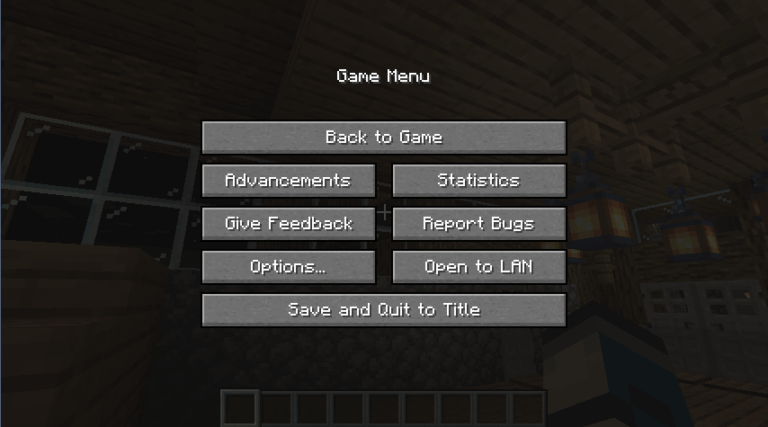 Game Menu
Back to Game
Advancements
Statistics
Give Feedback
Report Bugs
Options...
Open to LAN
Save and Quit to Title